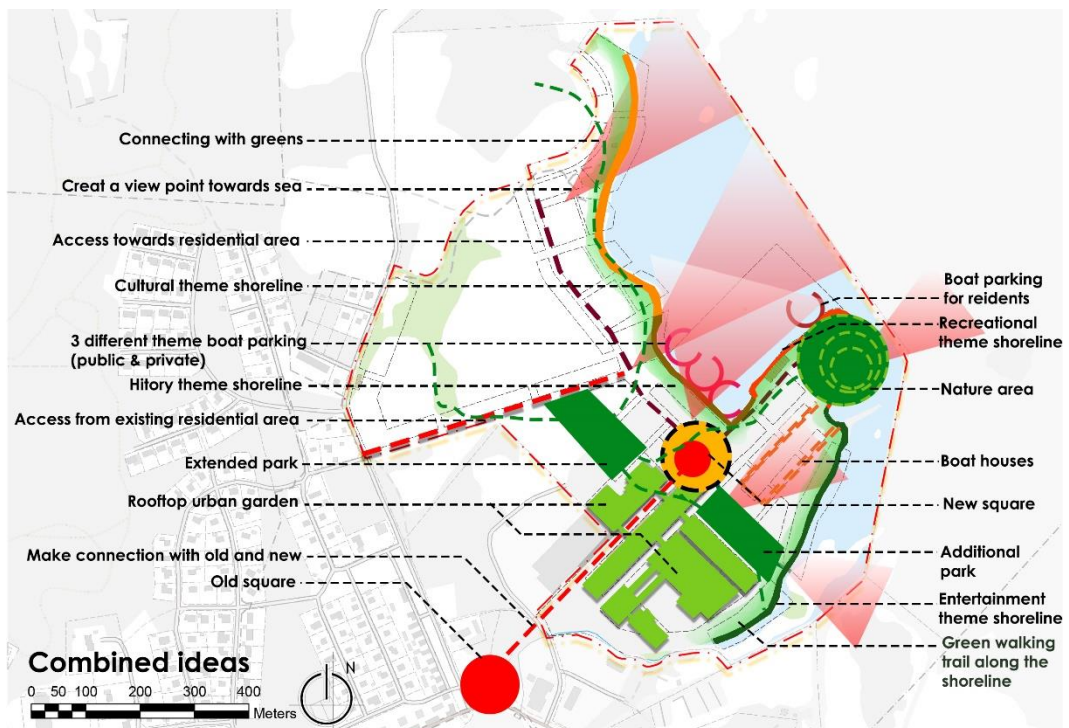 Connecting with greens
Creat a view point towards sea
Access towards residential area
Cultural theme shoreline
3 different theme boat parking
(public & private)
Hitory theme shoreline
Access from existing residential area
Extended park
Rooftop urban garden
Make connection with old and new
Old square
Boat parking
for reidents
Recreational
theme shoreline
Nature area
Boat houses
New square
Additional
park
Entertainment
theme shoreline
Green walking
trail along the
shoreline
Combined ideas
0 50 100 200 300 400
Meters
N